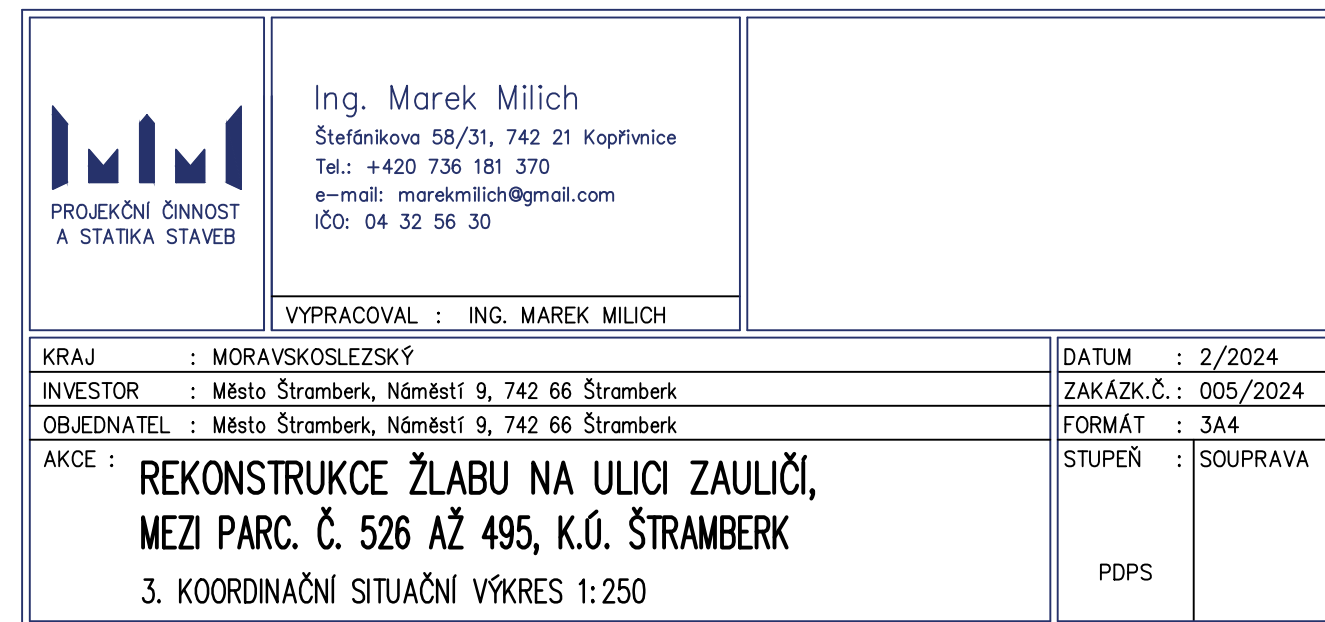 PROJEKČNÍ ČINNOST
A STATIKA STAVEB
Ing. Marek Milich
Štefánikova 58/31, 742 21 Kopřivnice
Tel.: +420 736 181 370
e-mail: marekmilich@gmail.com
IČO: 04 32 56 30
VYPRACOVAL : ING. MAREK MILICH
KRAJ : MORAVSKOSLEZSKÝ
INVESTOR : Město Štramberk, Náměstí 9, 742 66 Štramberk
OBJEDNATEL : Město Štramberk, Náměstí 9, 742 66 Štramberk
AKCE :
REKONSTRUKCE ŽLABU NA ULICI ZAULIČÍ,
MEZI PARC. Č. 526 AŽ 495, K.Ú. ŠTRAMBERK
3. KOORDINAČNÍ SITUAČNÍ VÝKRES 1:250
DATUM : 2/2024
ZAKÁZK.Č.: 005/2024
FORMÁT : 3A4
STUPEŇ : SOUPRAVA
PDPS